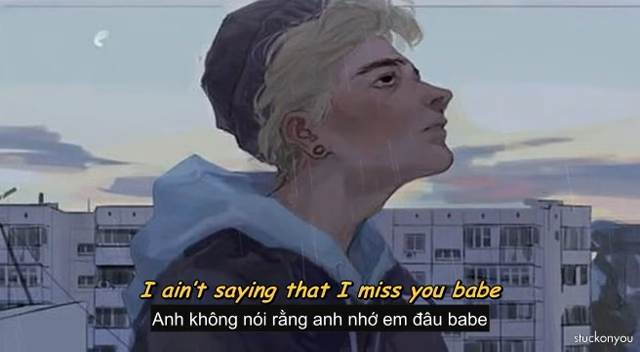 I ain't saying that I miss you babe
Anh không nói rằng anh nhớ em đâu babe
stuckonyou